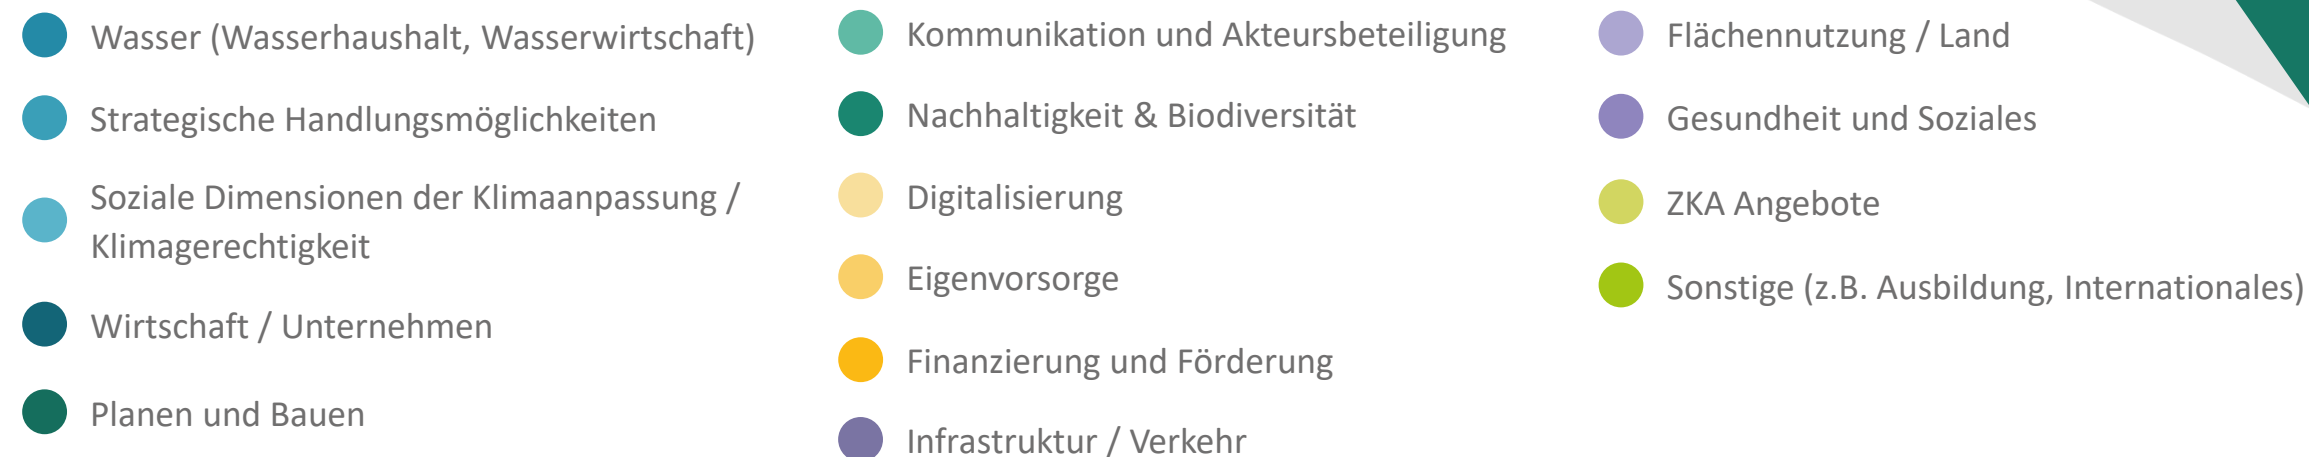 Wasser (Wasserhaushalt, Wasserwirtschaft)
Strategische Handlungsmöglichkeiten
Soziale Dimensionen der Klimaanpassung /
Klimagerechtigkeit
Wirtschaft / Unternehmen
Planen und Bauen
Kommunikation und Akteursbeteiligung
Nachhaltigkeit & Biodiversität
Digitalisierung
Eigenvorsorge
Finanzierung und Förderung
Infrastruktur / Verkehr
Flächennutzung / Land
Gesundheit und Soziales
ZKA Angebote
Sonstige (z.B. Ausbildung, Internationales)